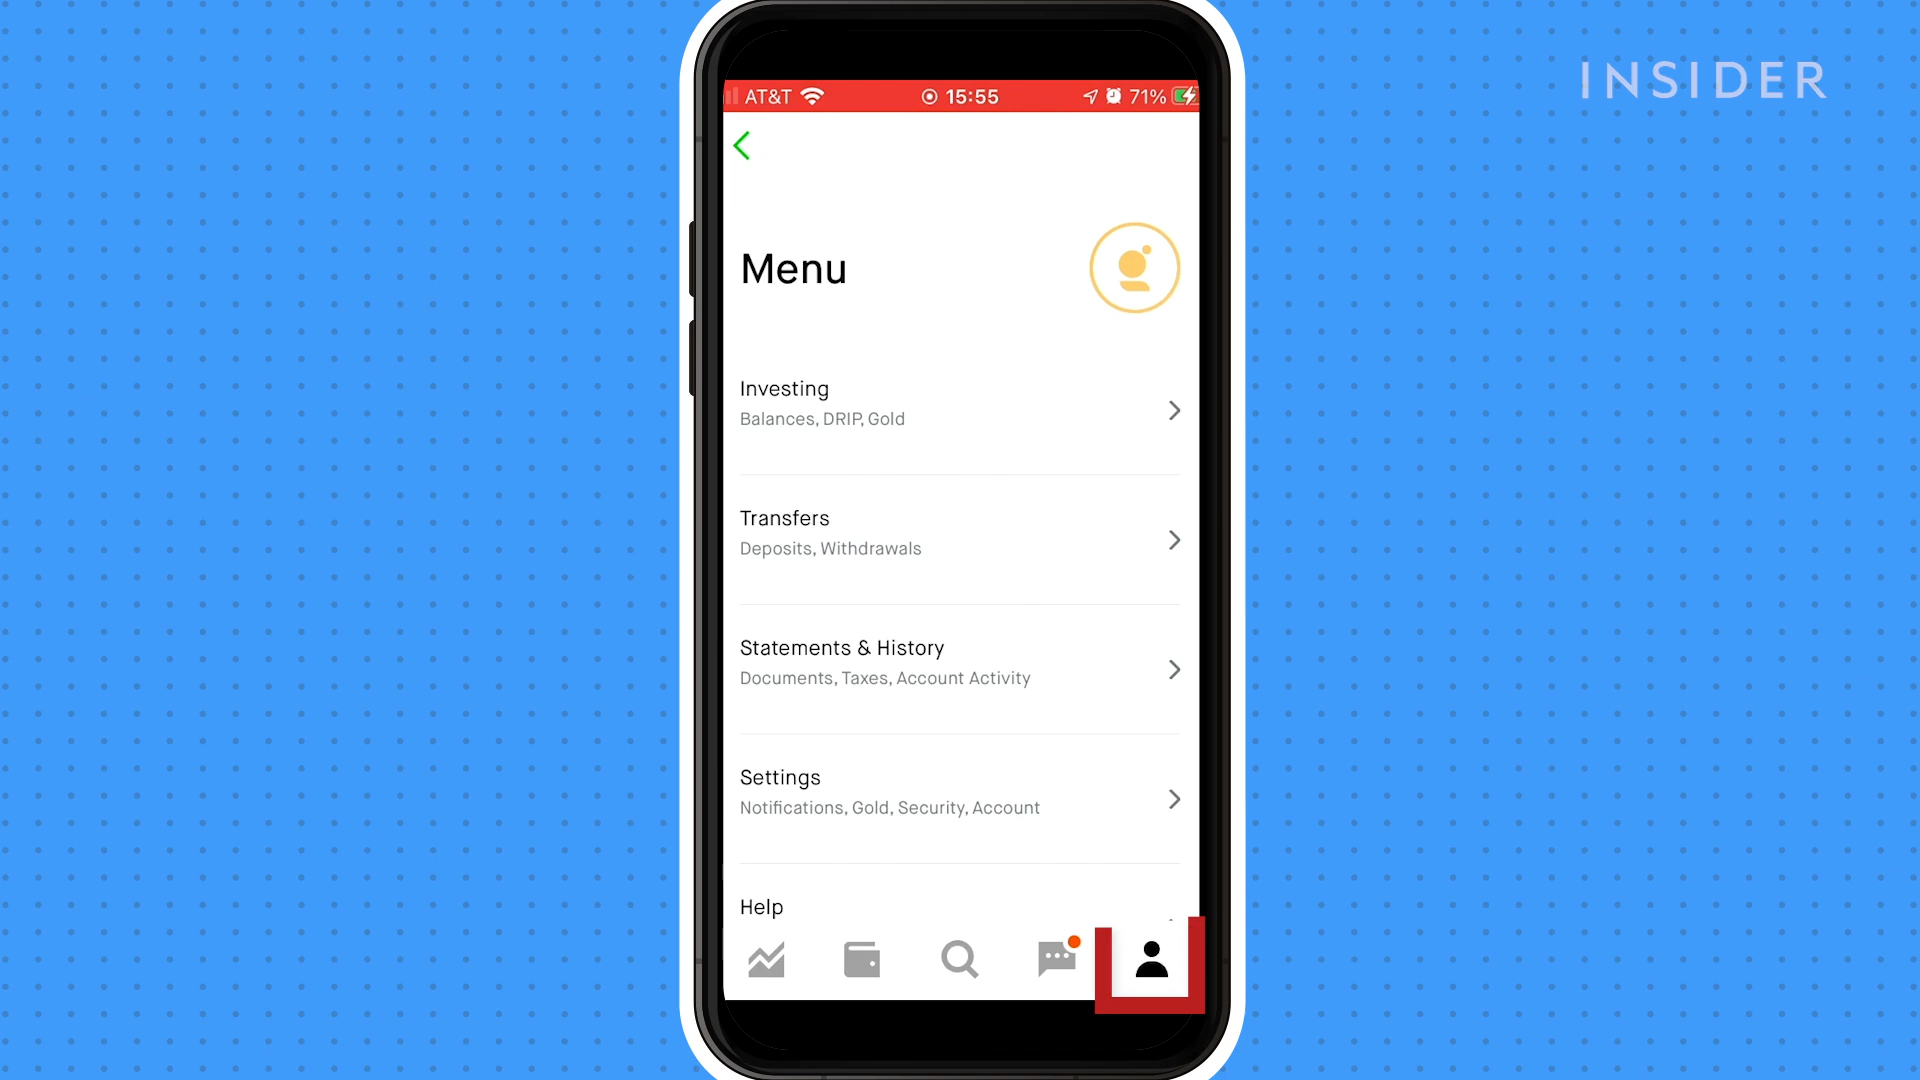 INSIDER
AT&T 15:55 71%
Menu
Investing
Balances, DRIP, Gold
Transfers
Deposits, Withdrawals
Statements & History
Documents, Taxes, Account Activity
Settings
Notifications, Gold, Security, Account
Help